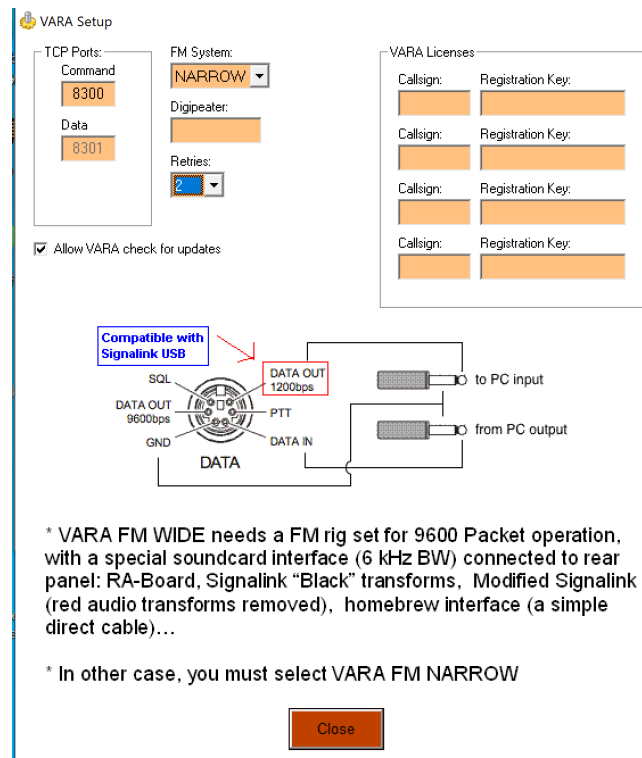 VARA Setup
TCP Ports:
Command
8300
Data
8301
FM System:
NARROW
Digipeater:
Retries:
2
Allow VARA check for updates
VARA Licenses
Callsign: Registration Key:
Callsign: Registration Key:
Callsign: Registration Key:
Callsign: Registration Key:
Compatible with
Signalink USB
SQL
DATA OUT
9600bps
GND
DATA OUT
1200bps
PTT
DATA IN
DATA
to PC input
from PC output
* VARA FM WIDE needs a FM rig set for 9600 Packet operation,
with a special soundcard interface (6 kHz BW) connected to rear
panel: RA-Board, Signalink “Black” transforms, Modified Signalink
(red audio transforms removed), homebrew interface (a simple
direct cable)…
* In other case, you must select VARA FM NARROW
Close